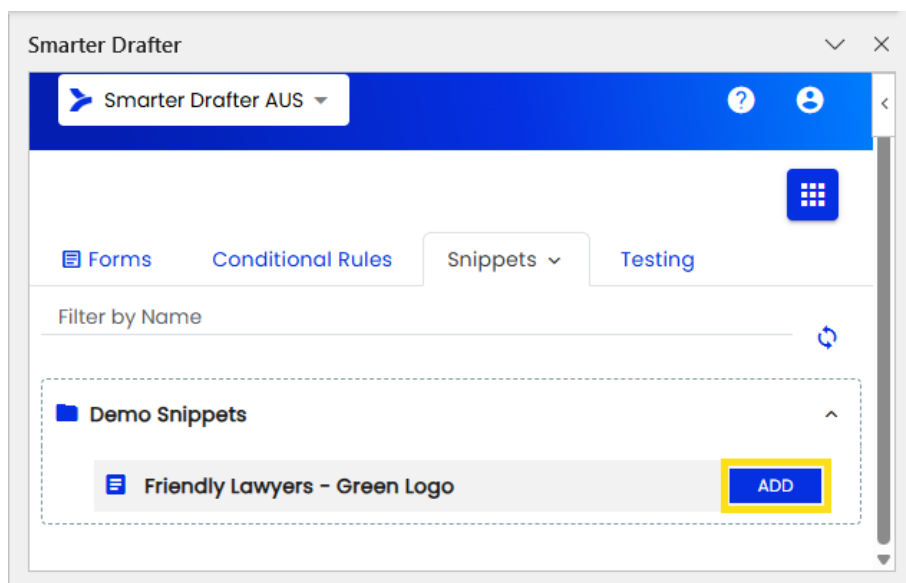 Smarter Drafter
Smarter Drafter AUS
Forms Conditional Rules Snippets Testing
Filter by Name
Demo Snippets
Friendly Lawyers - Green Logo ADD